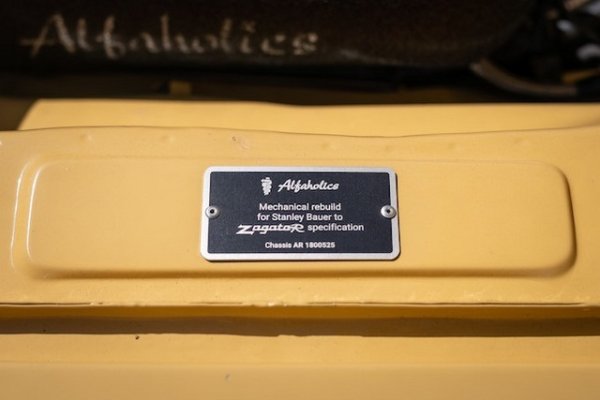 Alfaholics
Alfaholics
Mechanical rebuild
for Stanley Bauer to
ZagatoR specification
Chassis AR 1800525